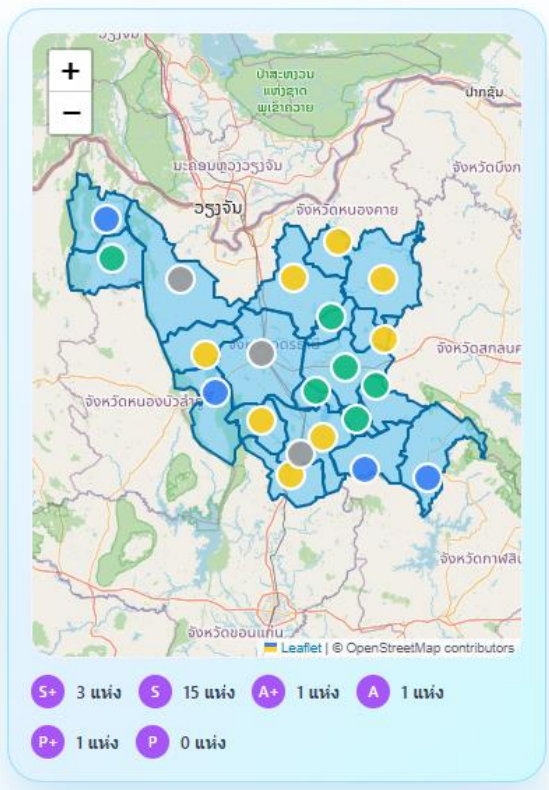 +
−
ປ່າສະຫງວນ
ແຫ່ງຊາດ
ພູເຂົາຄວາຍ
ປາກຊັນ
ນະຄອນຫຼວງວຽງຈັນ
ວຽງຈັນ
จังหวัดหนองคาย
จังหวัดบึงก
จังหวัดสกลนค
จังหวัดหนองบัวลำ
จังหวัดกาฬสิน
จังหวัดขอนแก่น
Leaflet | © OpenStreetMap contributors
S+ 3 แห่ง S 15 แห่ง A+ 1 แห่ง A 1 แห่ง
P+ 1 แห่ง P 0 แห่ง